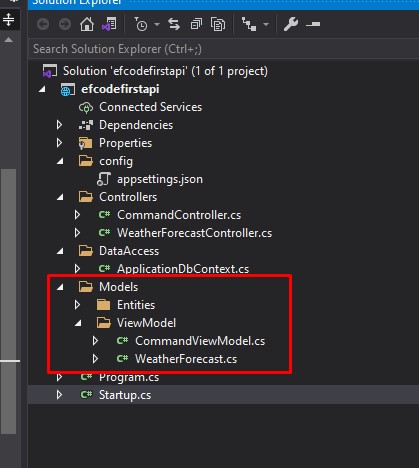 Solution Explorer
Search Solution Explorer (Ctrl+;)
Solution 'efcodefirstapi' (1 of 1 project)
efcodefirstapi
Connected Services
Dependencies
Properties
config
appsettings.json
Controllers
C# CommandController.cs
C# WeatherForecastController.cs
DataAccess
C# ApplicationDbContext.cs
Models
Entities
ViewModel
C# CommandViewModel.cs
C# WeatherForecast.cs
C# Program.cs
C# Startup.cs